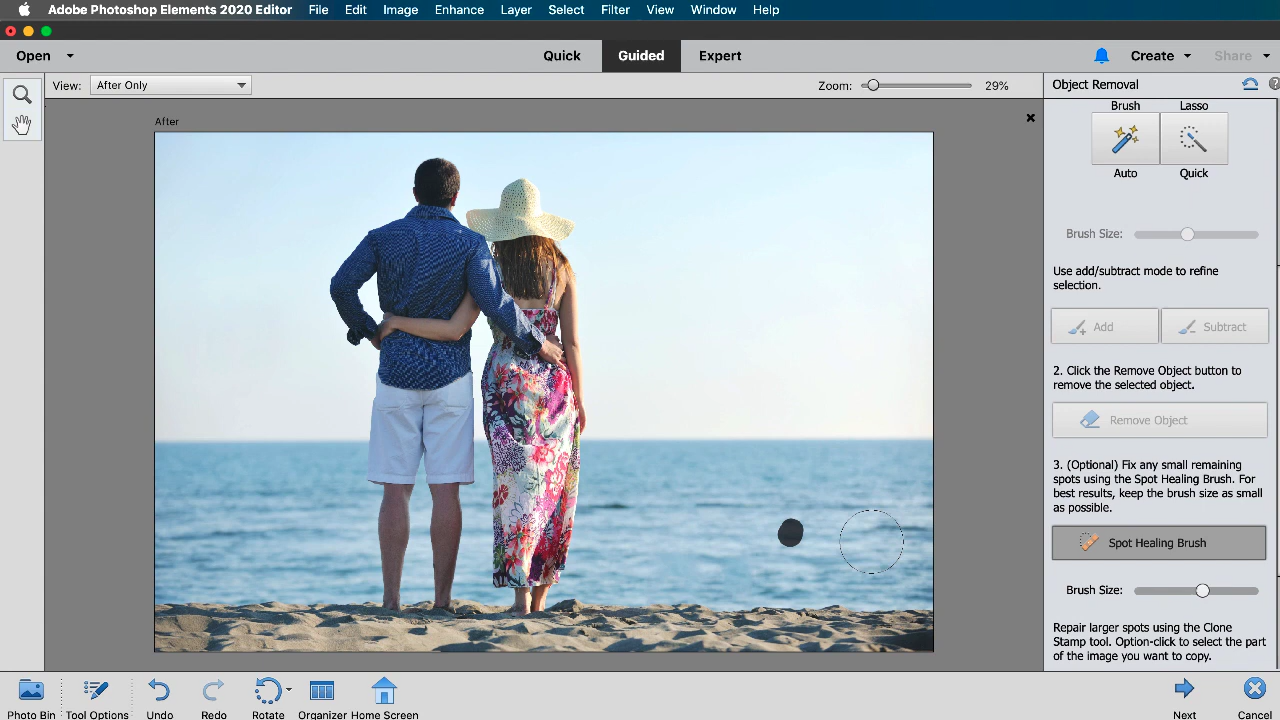 Adobe Photoshop Elements 2020 Editor File Edit Image Enhance Layer Select Filter View Window Help
Open Quick Guided Expert Create Share
View: After Only Zoom: 29% Object Removal ?
After
Brush Lasso
Auto Quick
Brush Size:
Use add/subtract mode to refine
selection.
Add Subtract
2. Click the Remove Object button to
remove the selected object.
Remove Object
3. (Optional) Fix any small remaining
spots using the Spot Healing Brush. For
best results, keep the brush size as small
as possible.
Spot Healing Brush
Brush Size:
Repair larger spots using the Clone
Stamp tool. Option-click to select the part
of the image you want to copy.
Photo Bin Tool Options Undo Redo Rotate Organizer Home Screen Next Cancel